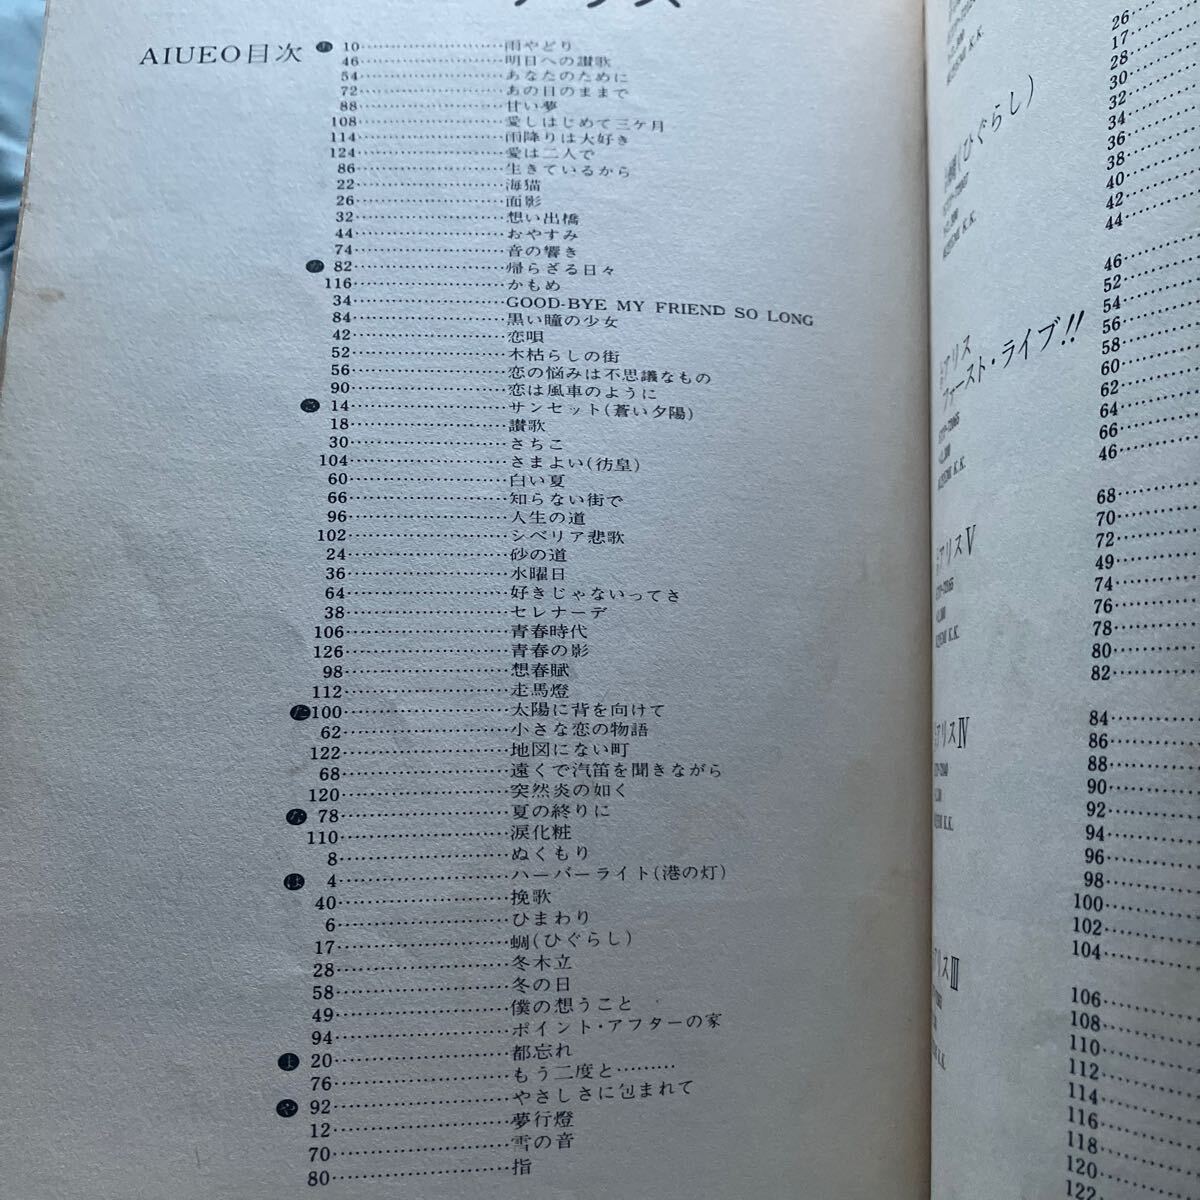 アリス
AIUEO目次
あ 10 雨やどり
46 明日への讃歌
54 あなたのために
72 あの日のままで
88 甘い夢
108 愛しはじめて三ケ月
114 雨降りは大好き
124 愛は二人で
86 生きているから
22 海猫
26 面影
32 想い出橋
44 おやすみ
74 音の響き
か 82 帰らざる日々
116 かもめ
34 GOOD-BYE MY FRIEND SO LONG
84 黒い瞳の少女
42 恋唄
52 木枯らしの街
56 恋の悩みは不思議なもの
90 恋は風車のように
さ 14 サンセット(蒼い夕陽)
18 讃歌
30 さちこ
104 さまよい(彷皇)
60 白い夏
66 知らない街で
96 人生の道
102 シベリア悲歌
24 砂の道
36 水曜日
64 好きじゃないってさ
38 セレナーデ
106 青春時代
126 青春の影
98 想春賦
112 走馬燈
た 100 太陽に背を向けて
62 小さな恋の物語
122 地図にない町
68 遠くで汽笛を聞きながら
120 突然炎の如く
な 78 夏の終りに
110 涙化粧
8 ぬくもり
は 4 ハーバーライト(港の灯)
40 挽歌
6 ひまわり
17 蜩(ひぐらし)
28 冬木立
58 冬の日
49 僕の想うこと
94 ポイント・アフターの家
ま 20 都忘れ
76 もう二度と………
や 92 やさしさに包まれて
12 夢行燈
70 雪の音
80 指
26
17
28
30
32
34
36
38
40
42
44
蜩(ひぐらし)
K.K.
46
52
54
56
58
60
62
64
66
46
アリス
ファースト・ライブ!!
K.K.
68
70
72
49
74
76
78
80
82
アリスV
K.K.
84
86
88
90
92
94
96
98
100
102
104
アリスIV
K.K.
106
108
110
112
114
116
118
120
122
アリスIII
K.K.